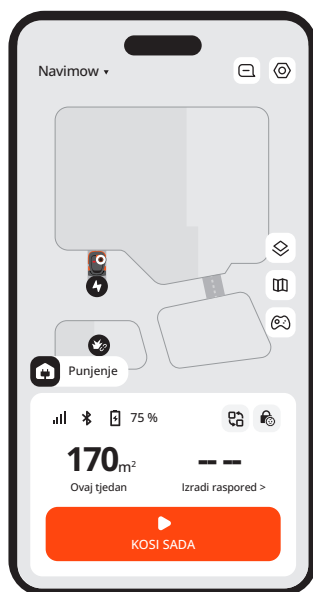 Navimow
Punjenje
75 %
170m²
-- --
Ovaj tjedan
Izradi raspored >
KOSI SADA